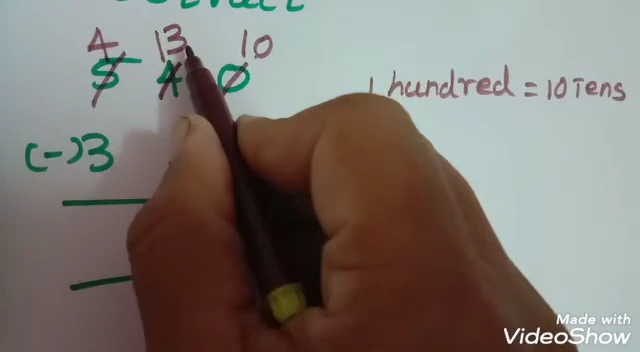 4 13 10
5 4 0
1 hundred = 10 Tens
(-) 3
Made with
VideoShow